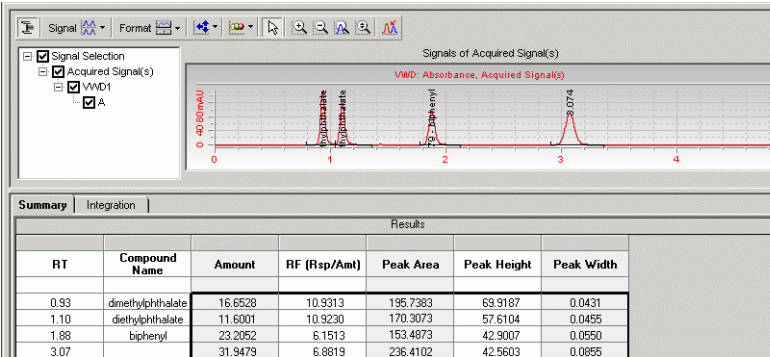 Signal Format
Signal Selection
Acquired Signal(s)
VWD1
A
Signals of Acquired Signal(s)
VWD: Absorbance, Acquired Signal(s)
0 40 80 mAU
thylphthalate
thylphthalate
79 - biphenyl
3.074
0 1 2 3 4
Summary Integration
Results
RT Compound Name Amount RF (Rsp/Amt) Peak Area Peak Height Peak Width
0.93 dimethylphthalate 16.6528 10.9313 195.7383 69.9187 0.0431
1.10 diethylphthalate 11.6001 10.9230 170.3073 57.6104 0.0455
1.88 biphenyl 23.2052 6.1513 153.4873 42.9007 0.0550
3.07 31.9479 6.8819 236.4102 42.5603 0.0855